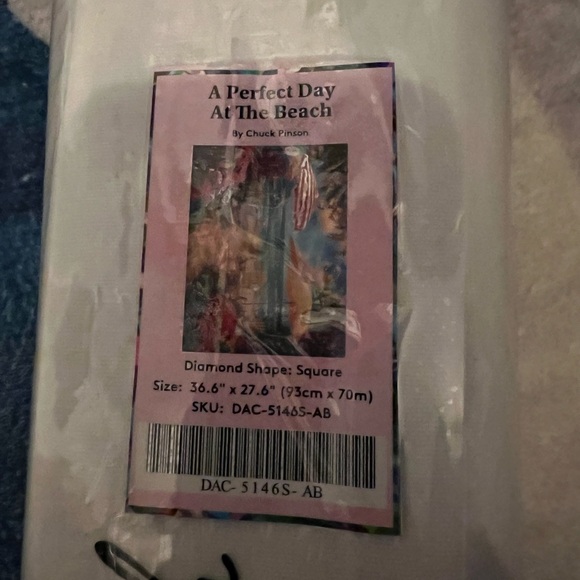 A Perfect Day
At The Beach
By Chuck Pinson
Diamond Shape: Square
Size: 36.6" x 27.6" (93cm x 70m)
SKU: DAC-5146S-AB
DAC- 5146S- AB